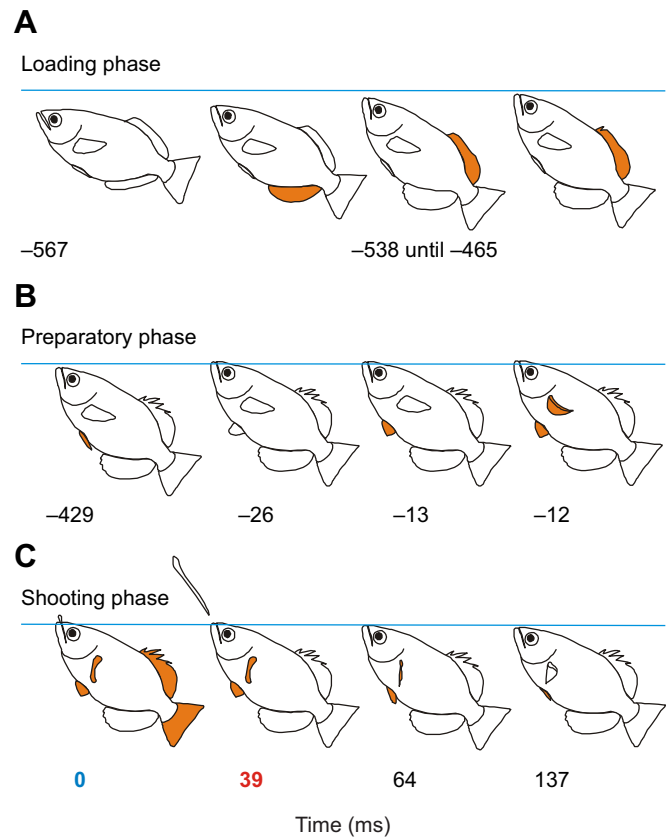 A
Loading phase
–567
–538 until –465
B
Preparatory phase
–429
–26
–13
–12
C
Shooting phase
0
39
64
137
Time (ms)